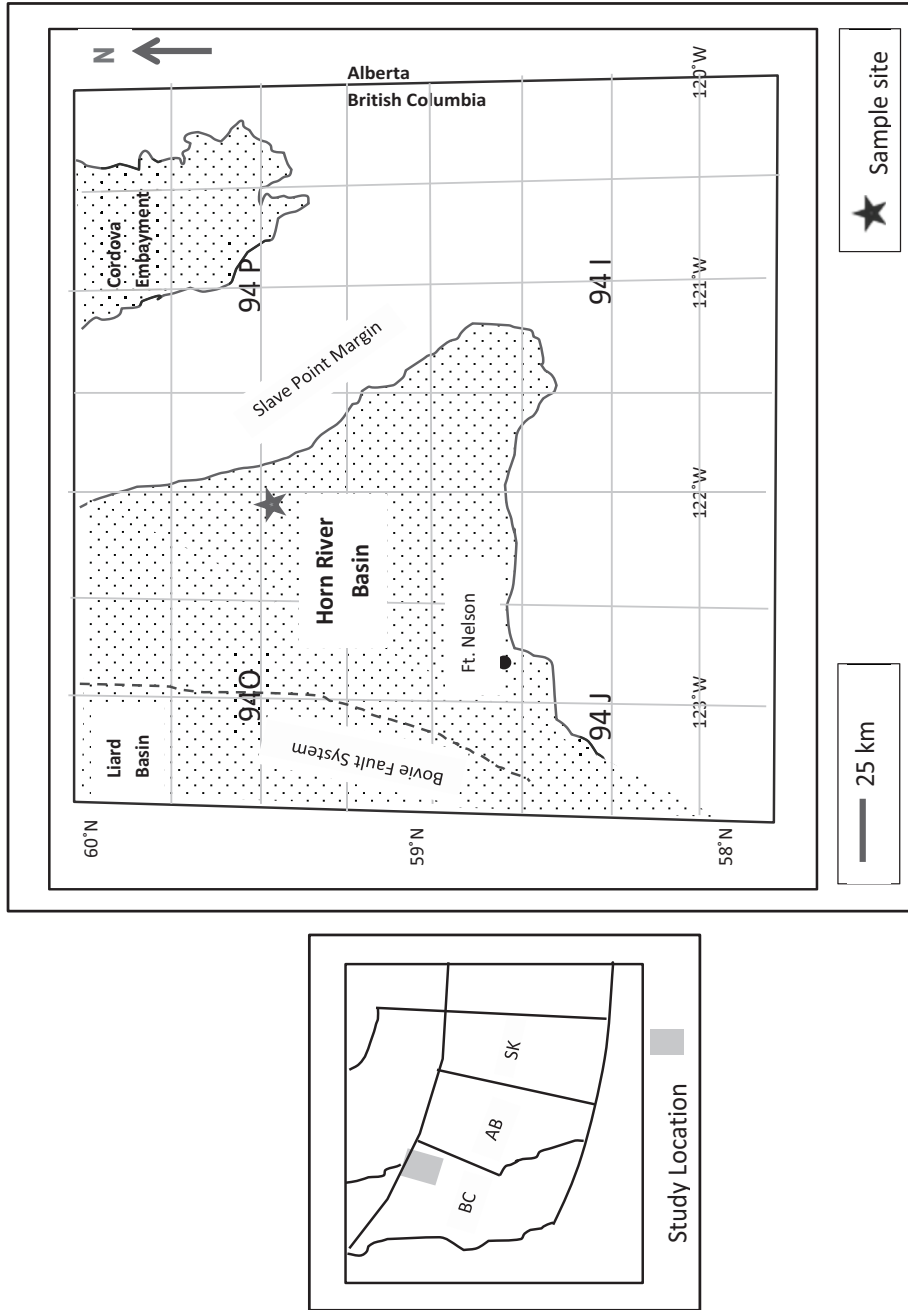 N
Alberta
British Columbia
Cordova
Embayment
94 P
Slave Point Margin
Horn River
Basin
Ft. Nelson
Liard
Basin
94O
Bovie Fault System
94 J
94 I
60°N
59°N
58°N
123°W
122°W
121°W
120°W
25 km
Sample site
BC
AB
SK
Study Location